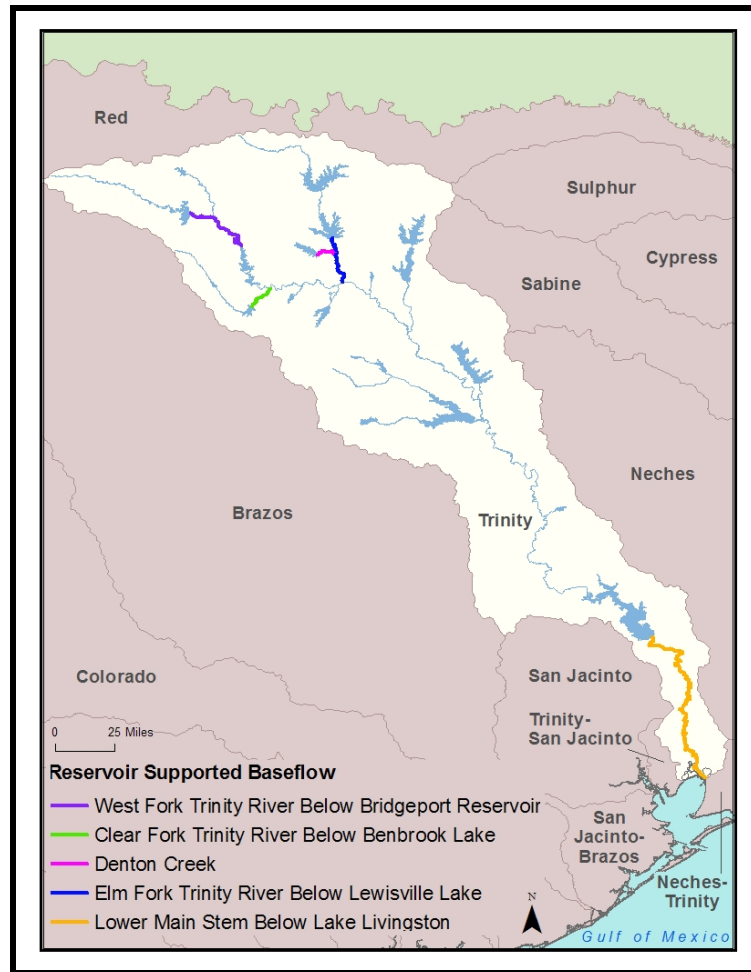 Red
Sulphur
Cypress
Sabine
Neches
Brazos
Trinity
Colorado
San Jacinto
Trinity-
San Jacinto
0 25 Miles
Reservoir Supported Baseflow
West Fork Trinity River Below Bridgeport Reservoir
Clear Fork Trinity River Below Benbrook Lake
Denton Creek
Elm Fork Trinity River Below Lewisville Lake
Lower Main Stem Below Lake Livingston
San
Jacinto-
Brazos
Neches-
Trinity
N
Gulf of Mexico